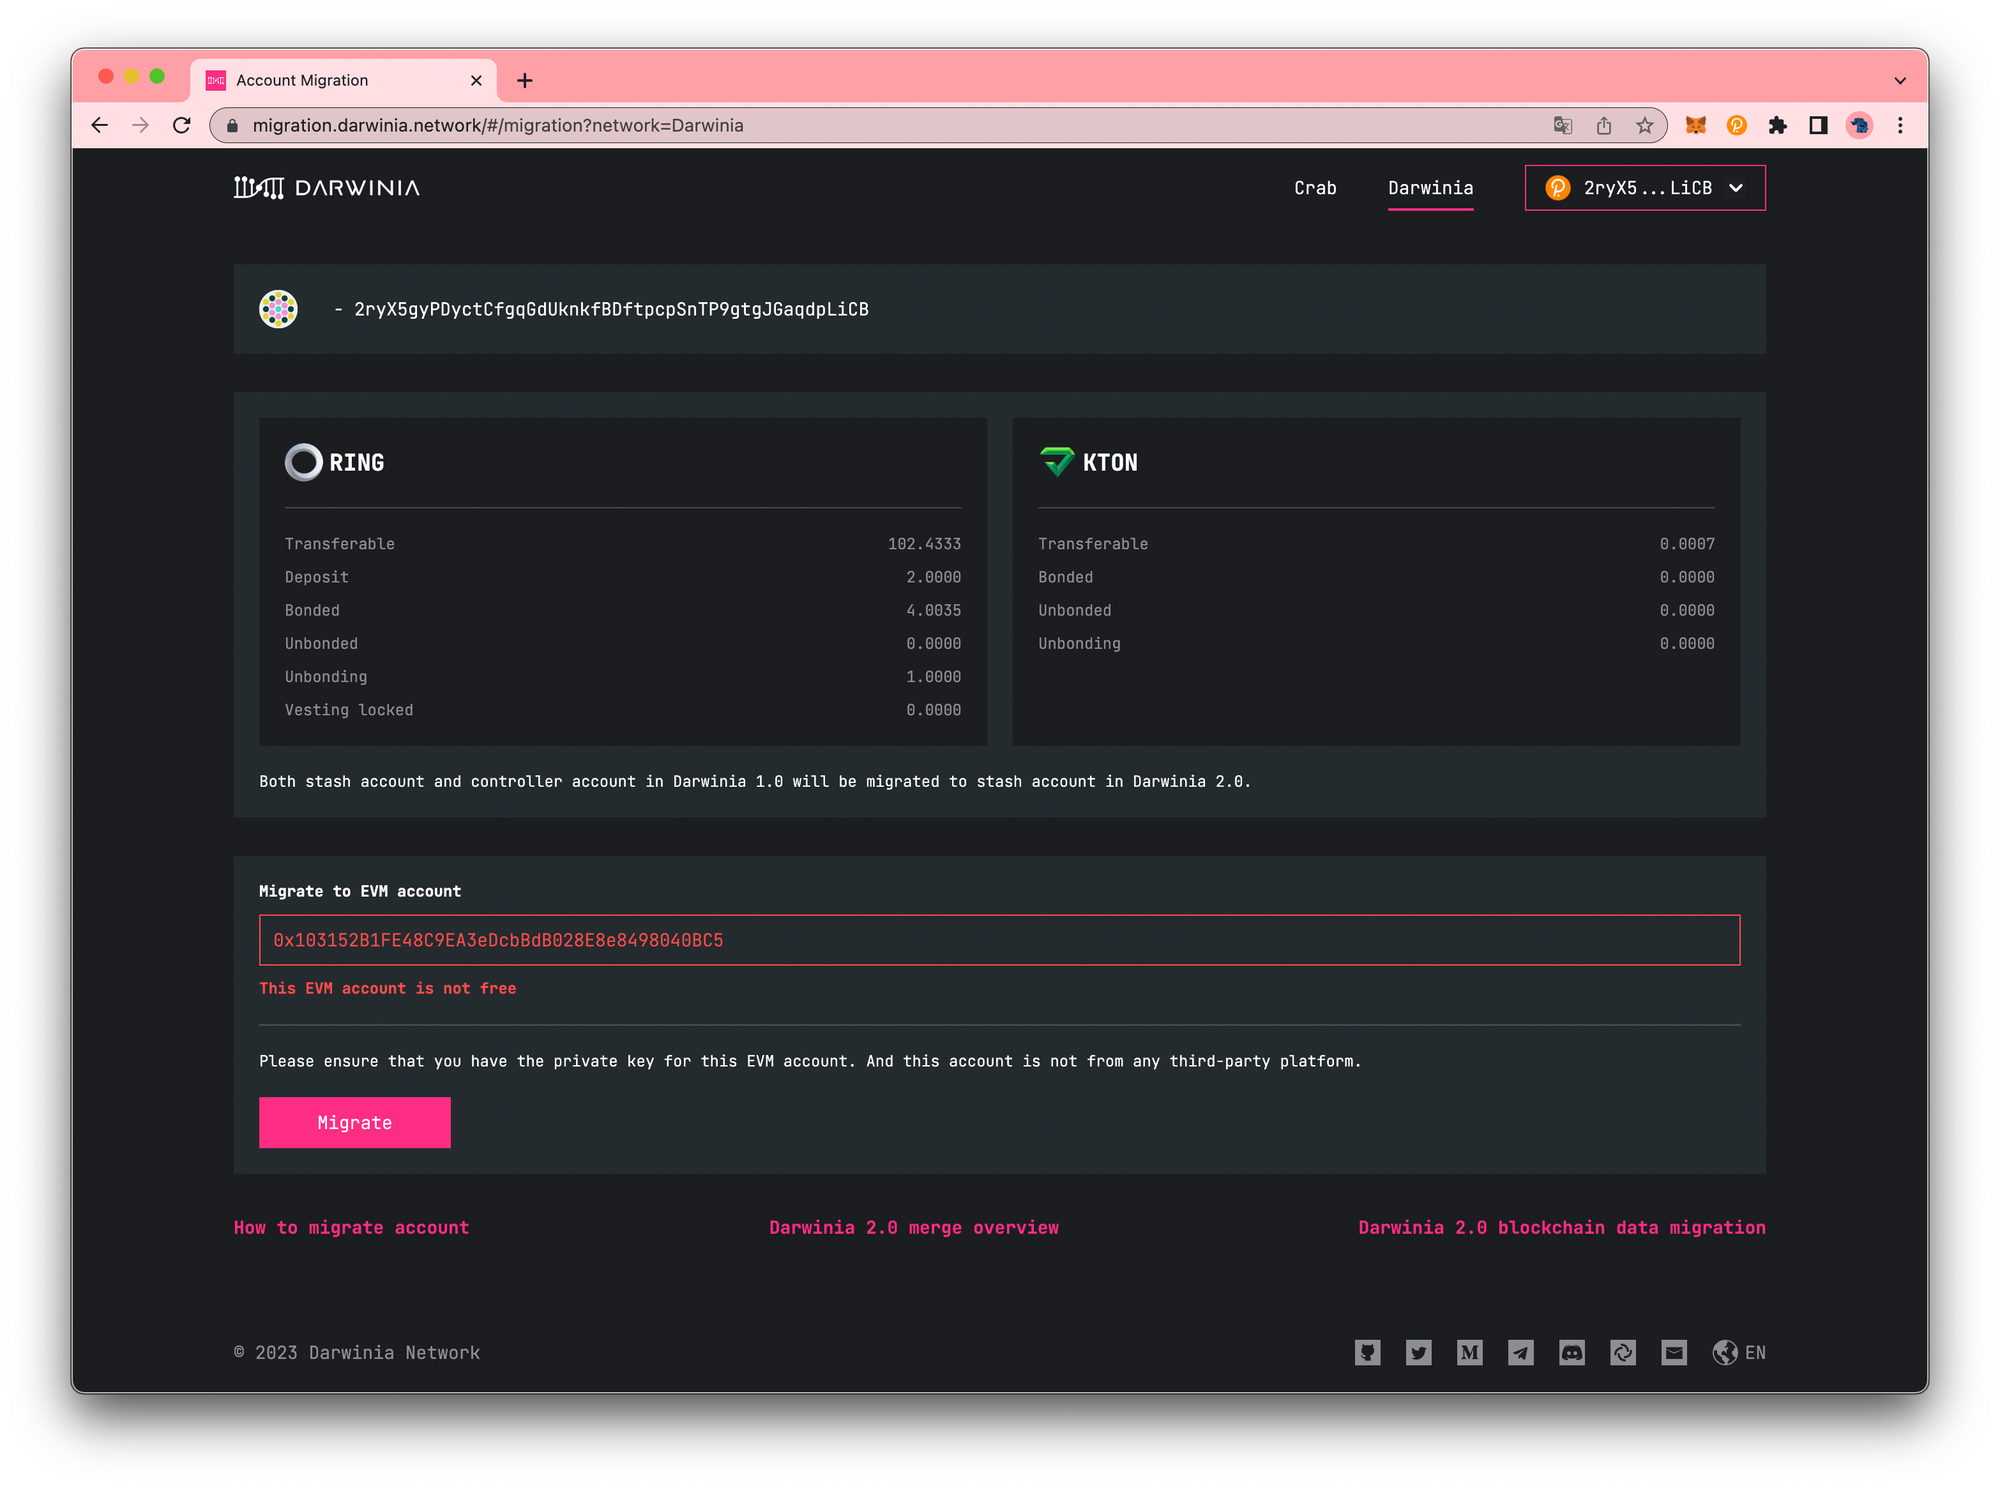 Account Migration
migration.darwinia.network/#/migration?network=Darwinia
DARWINIA
Crab
Darwinia
2ryX5...LiCB
- 2ryX5gyPDyctCfgqGdUknkfBDftpcpSnTP9gtgJGaqdpLiCB
RING
Transferable 102.4333
Deposit 2.0000
Bonded 4.0035
Unbonded 0.0000
Unbonding 1.0000
Vesting locked 0.0000
KTON
Transferable 0.0007
Bonded 0.0000
Unbonded 0.0000
Unbonding 0.0000
Both stash account and controller account in Darwinia 1.0 will be migrated to stash account in Darwinia 2.0.
Migrate to EVM account
0x103152B1FE48C9EA3eDcbBdB028E8e8498040BC5
This EVM account is not free
Please ensure that you have the private key for this EVM account. And this account is not from any third-party platform.
Migrate
How to migrate account
Darwinia 2.0 merge overview
Darwinia 2.0 blockchain data migration
© 2023 Darwinia Network
EN